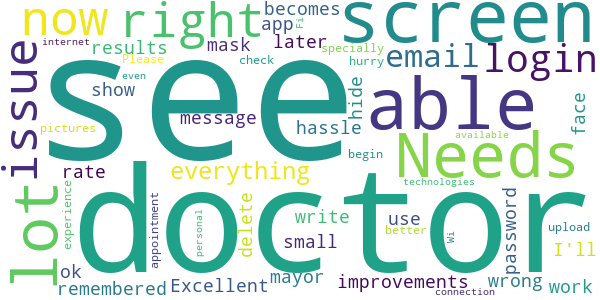 now right becomes screen
app
results mask later specially email login
internet Fi
Please check hurry
issue see show even able hide face
pictures message hassle
rate everything begin Needs available
technologies
lot doctor write use password
experience appointment personal delete better Wi upload
ok small I'll
remembered Excellent mayor improvements wrong work
connection